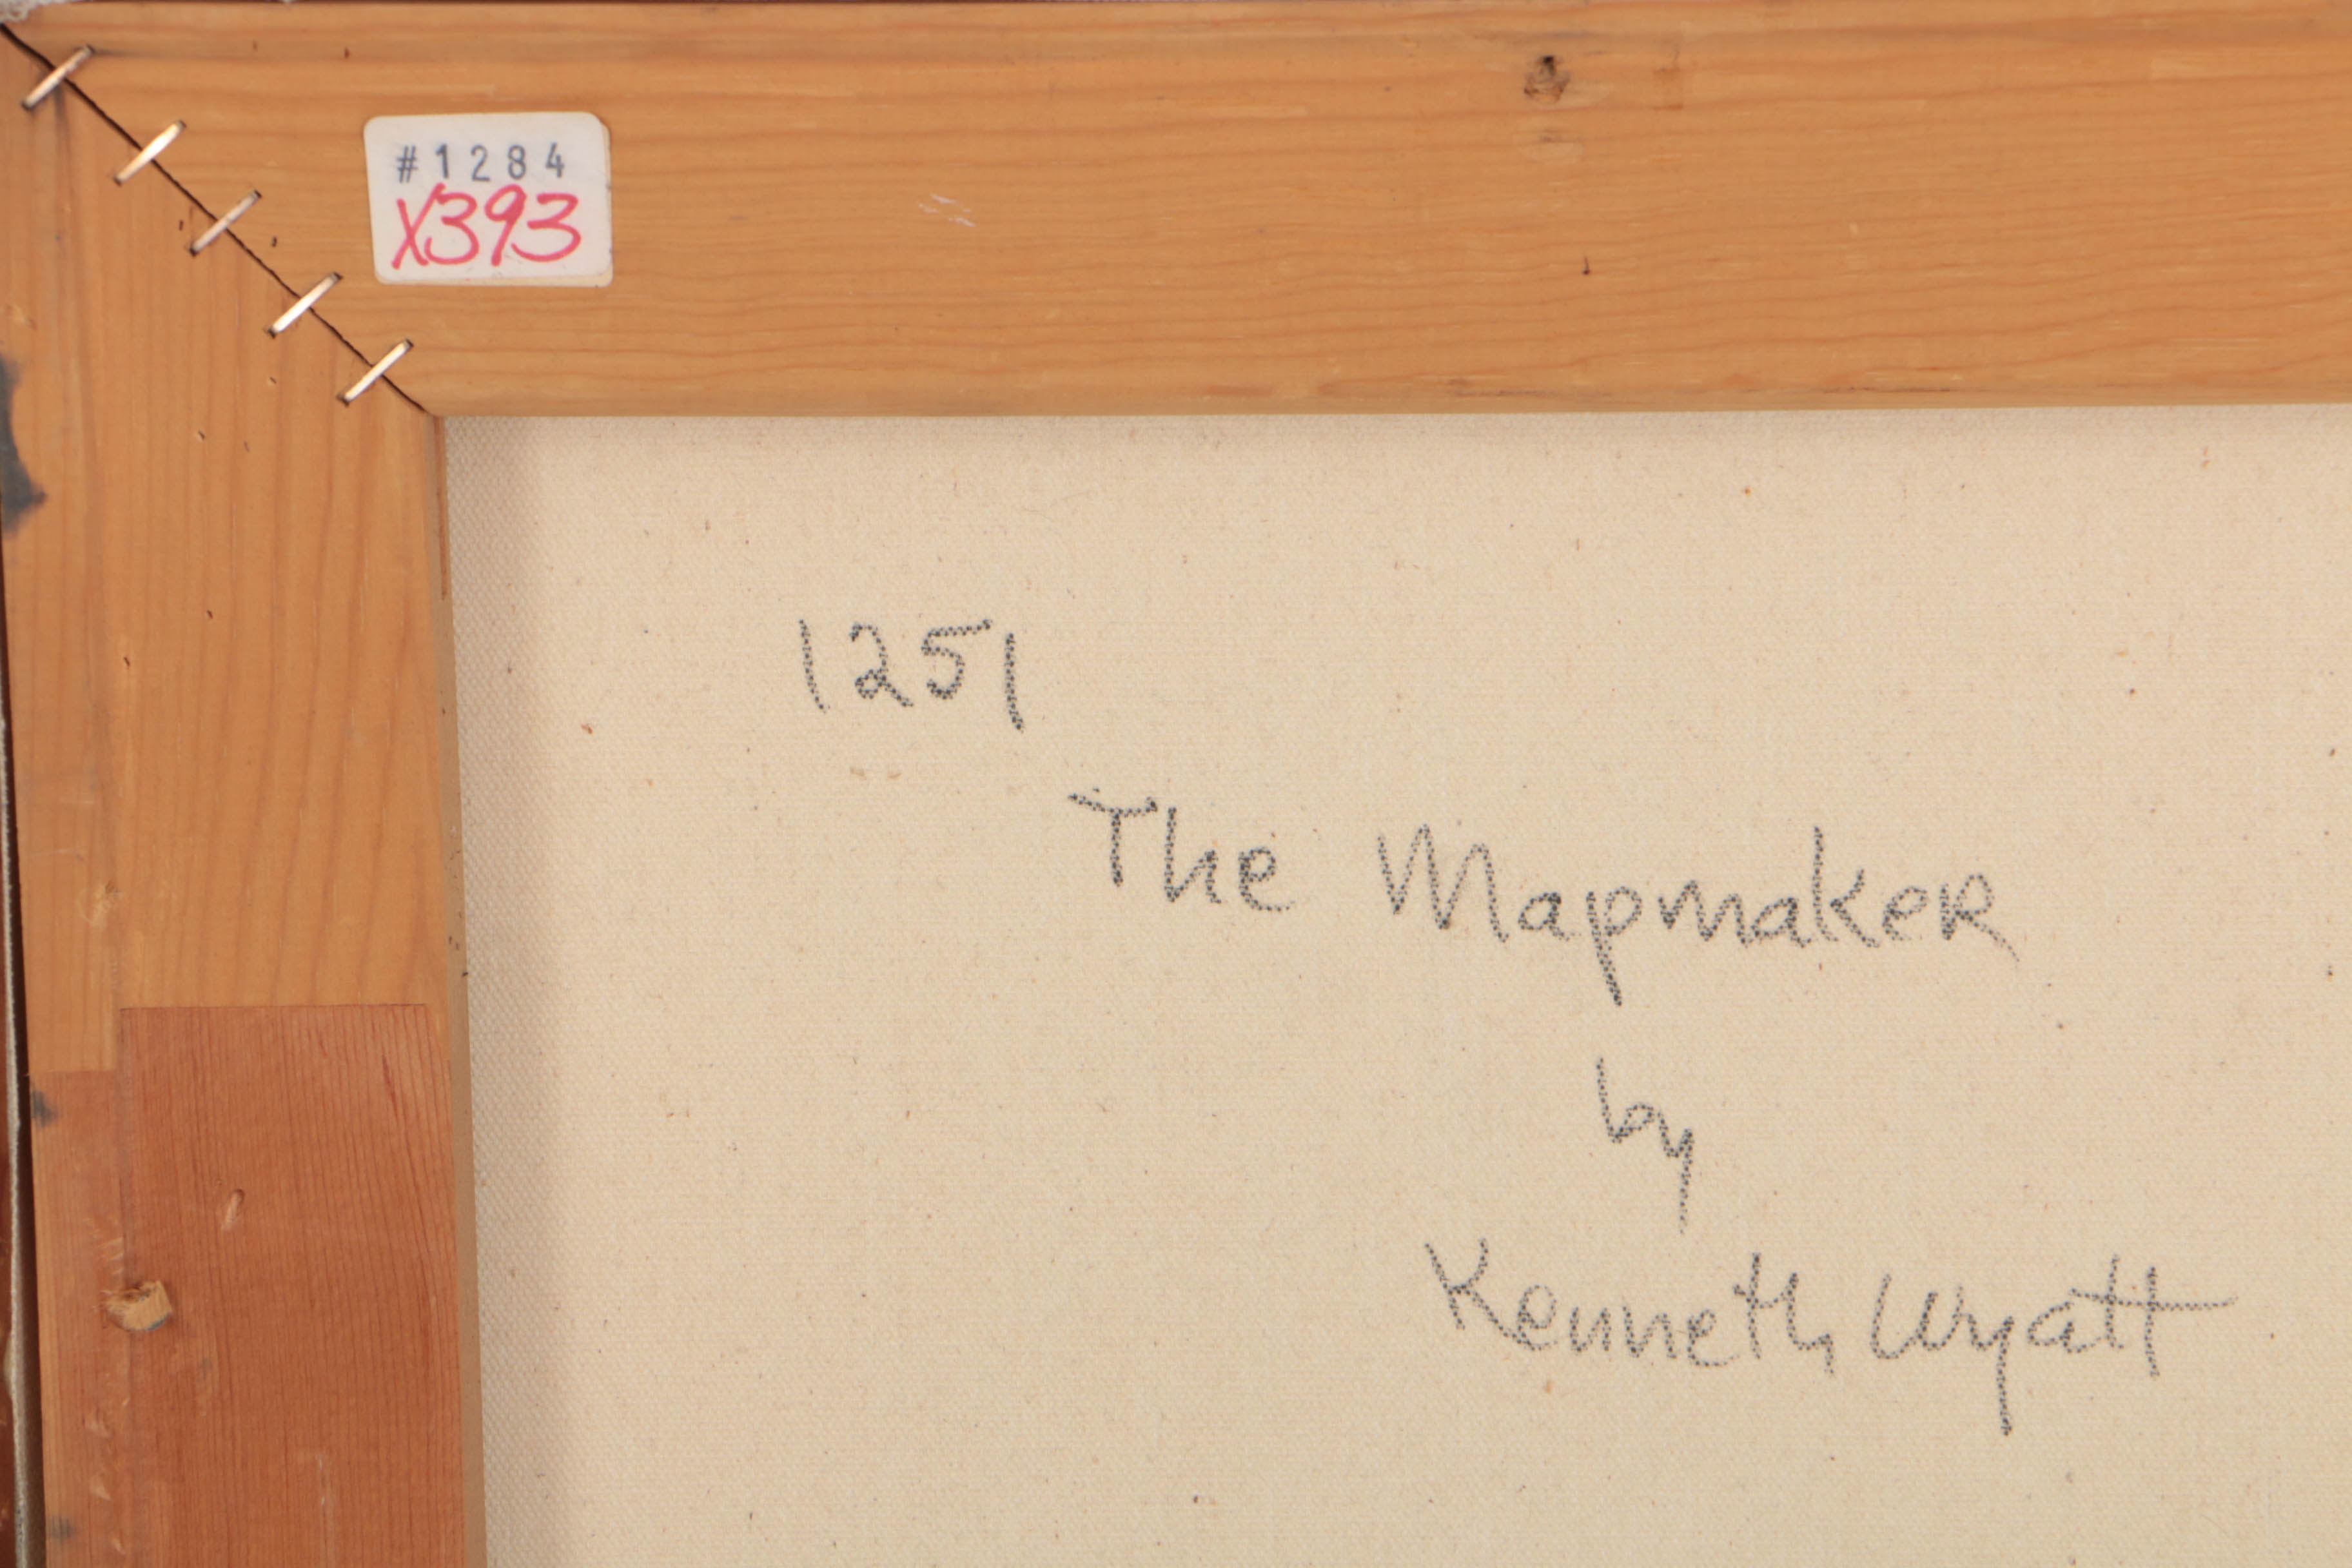 #1284
X393
1251
The Mapmaker
by
Kenneth Wyatt